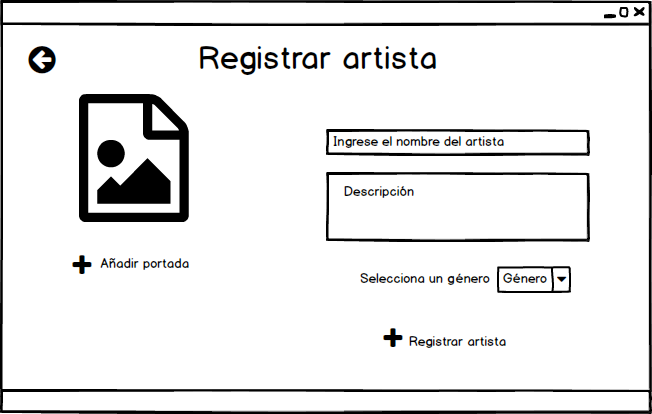 Registrar artista
Ingrese el nombre del artista
Descripción
Añadir portada
Selecciona un género
Género
Registrar artista